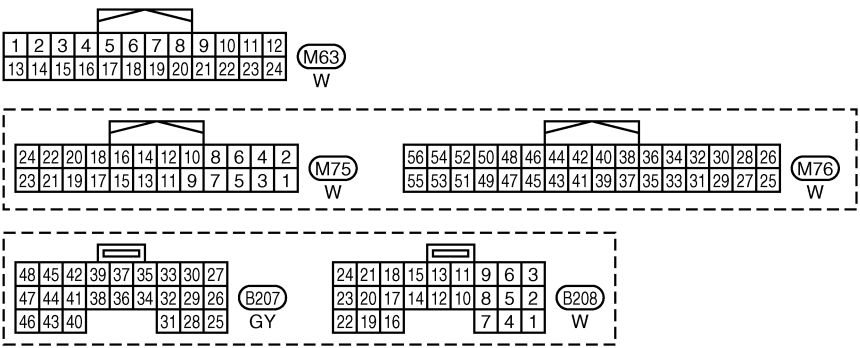 1 2 3 4 5 6 7 8 9 10 11 12
13 14 15 16 17 18 19 20 21 22 23 24
M63
W
24 22 20 18 16 14 12 10 8 6 4 2
23 21 19 17 15 13 11 9 7 5 3 1
M75
W
56 54 52 50 48 46 44 42 40 38 36 34 32 30 28 26
55 53 51 49 47 45 43 41 39 37 35 33 31 29 27 25
M76
W
48 45 42 39 37 35 33 30 27
47 44 41 38 36 34 32 29 26
46 43 40 31 28 25
B207
GY
24 21 18 15 13 11 9 6 3
23 20 17 14 12 10 8 5 2
22 19 16 7 4 1
B208
W